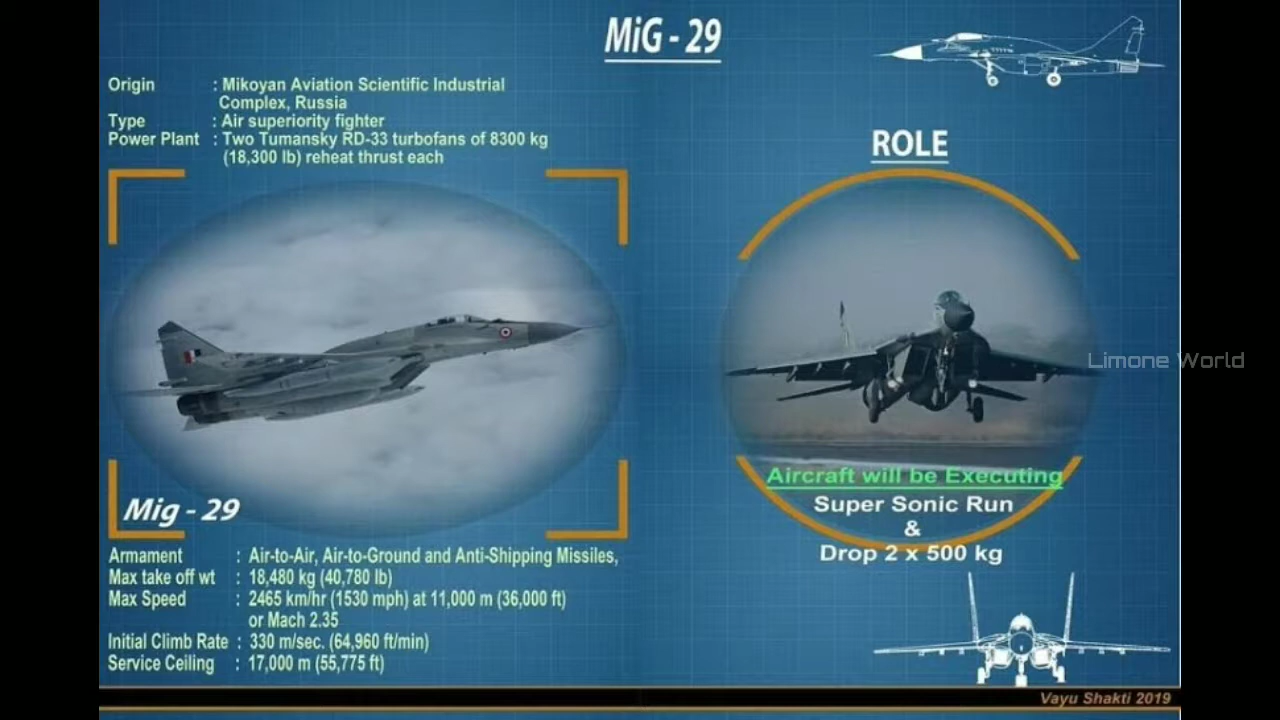 MiG - 29
Origin : Mikoyan Aviation Scientific Industrial
Complex, Russia
Type : Air superiority fighter
Power Plant : Two Tumansky RD-33 turbofans of 8300 kg
(18,300 lb) reheat thrust each
ROLE
Limone World
Mig - 29
Aircraft will be Executing
Super Sonic Run
&
Drop 2 x 500 kg
Armament : Air-to-Air, Air-to-Ground and Anti-Shipping Missiles,
Max take off wt : 18,480 kg (40,780 lb)
Max Speed : 2465 km/hr (1530 mph) at 11,000 m (36,000 ft)
or Mach 2.35
Initial Climb Rate : 330 m/sec. (64,960 ft/min)
Service Ceiling : 17,000 m (55,775 ft)
Vayu Shakti 2019